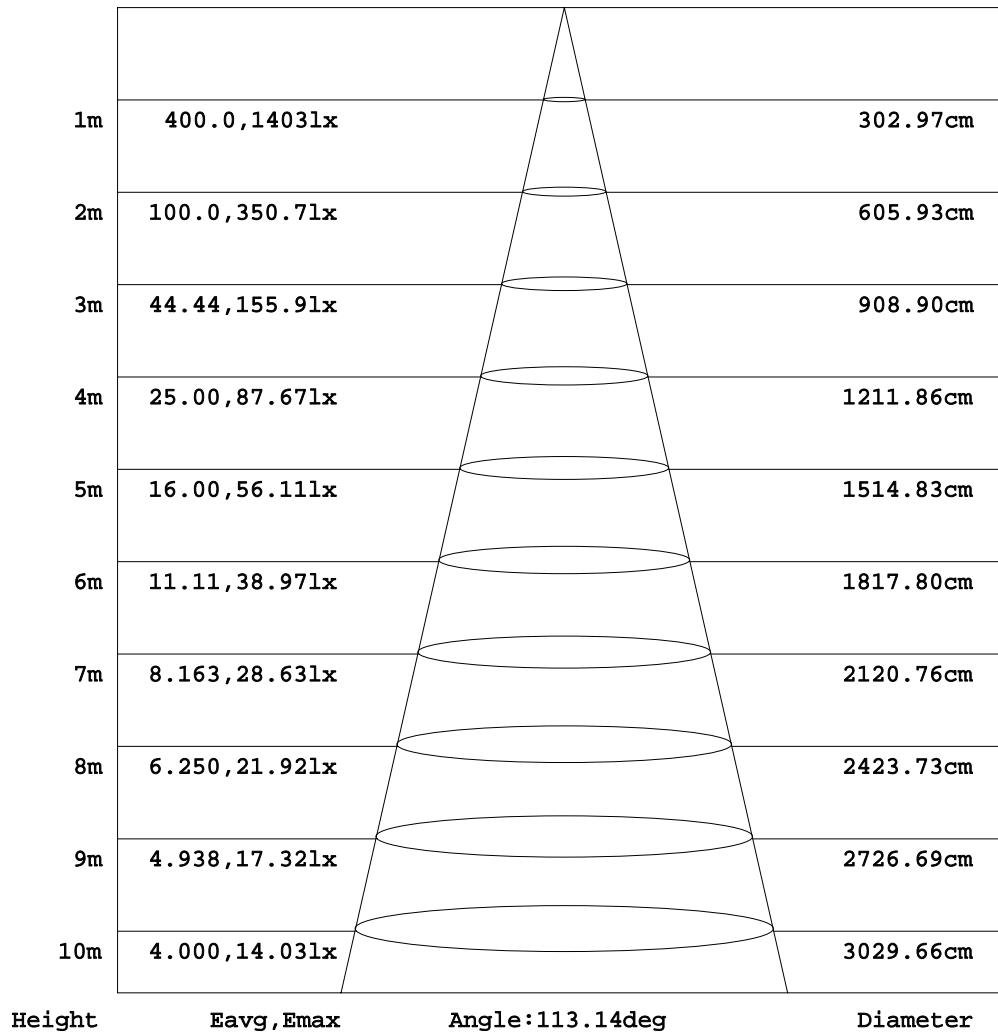 1m 400.0,1403lx 302.97cm
2m 100.0,350.7lx 605.93cm
3m 44.44,155.9lx 908.90cm
4m 25.00,87.67lx 1211.86cm
5m 16.00,56.11lx 1514.83cm
6m 11.11,38.97lx 1817.80cm
7m 8.163,28.63lx 2120.76cm
8m 6.250,21.92lx 2423.73cm
9m 4.938,17.32lx 2726.69cm
10m 4.000,14.03lx 3029.66cm
Height Eavg,Emax Angle:113.14deg Diameter